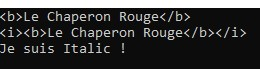 <b>Le Chaperon Rouge</b>
<i><b>Le Chaperon Rouge</b></i>
Je suis Italic !